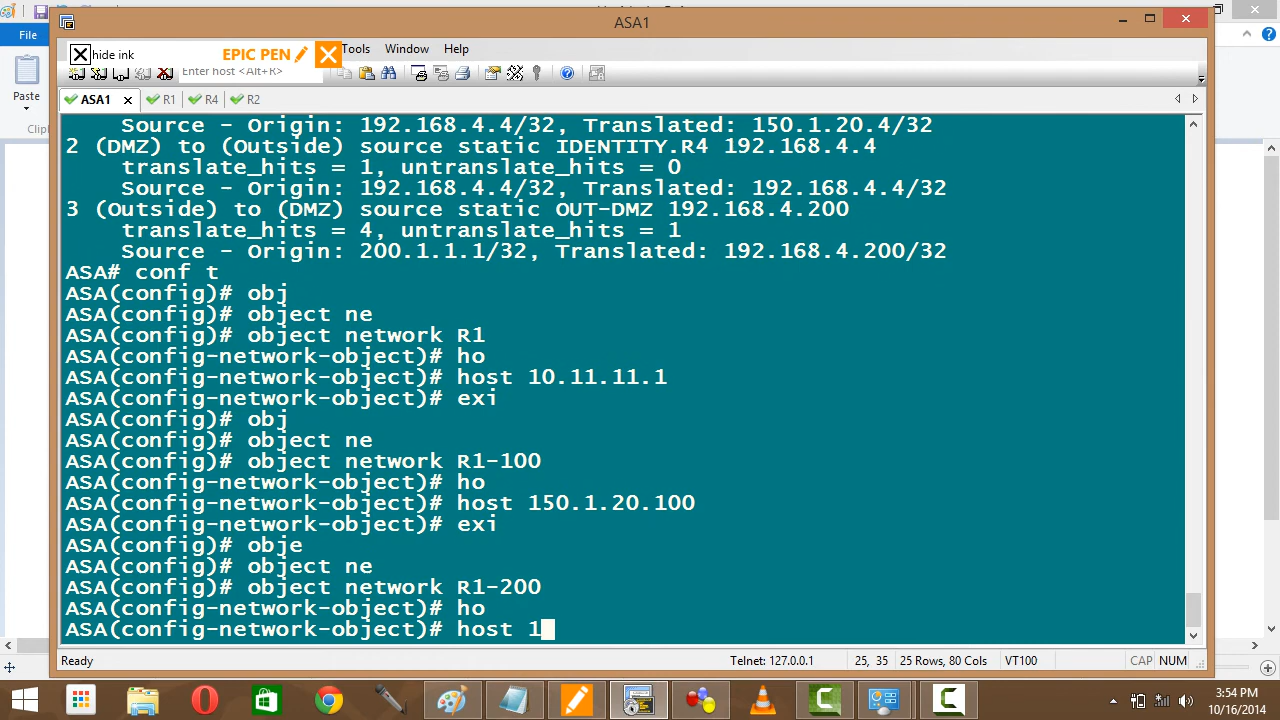 ASA1
File
hide ink
EPIC PEN
Tools
Window
Help
Enter host <Alt+R>
Paste
ASA1
R1
R4
R2
Source - Origin: 192.168.4.4/32, Translated: 150.1.20.4/32
2 (DMZ) to (Outside) source static IDENTITY.R4 192.168.4.4
translate_hits = 1, untranslate_hits = 0
Source - Origin: 192.168.4.4/32, Translated: 192.168.4.4/32
3 (Outside) to (DMZ) source static OUT-DMZ 192.168.4.200
translate_hits = 4, untranslate_hits = 1
Source - Origin: 200.1.1.1/32, Translated: 192.168.4.200/32
ASA# conf t
ASA(config)# obj
ASA(config)# object ne
ASA(config)# object network R1
ASA(config-network-object)# ho
ASA(config-network-object)# host 10.11.11.1
ASA(config-network-object)# exi
ASA(config)# obj
ASA(config)# object ne
ASA(config)# object network R1-100
ASA(config-network-object)# ho
ASA(config-network-object)# host 150.1.20.100
ASA(config-network-object)# exi
ASA(config)# obje
ASA(config)# object ne
ASA(config)# object network R1-200
ASA(config-network-object)# ho
ASA(config-network-object)# host 1
Ready
Telnet: 127.0.0.1
25, 35
25 Rows, 80 Cols
VT100
CAP
NUM
3:54 PM
10/16/2014